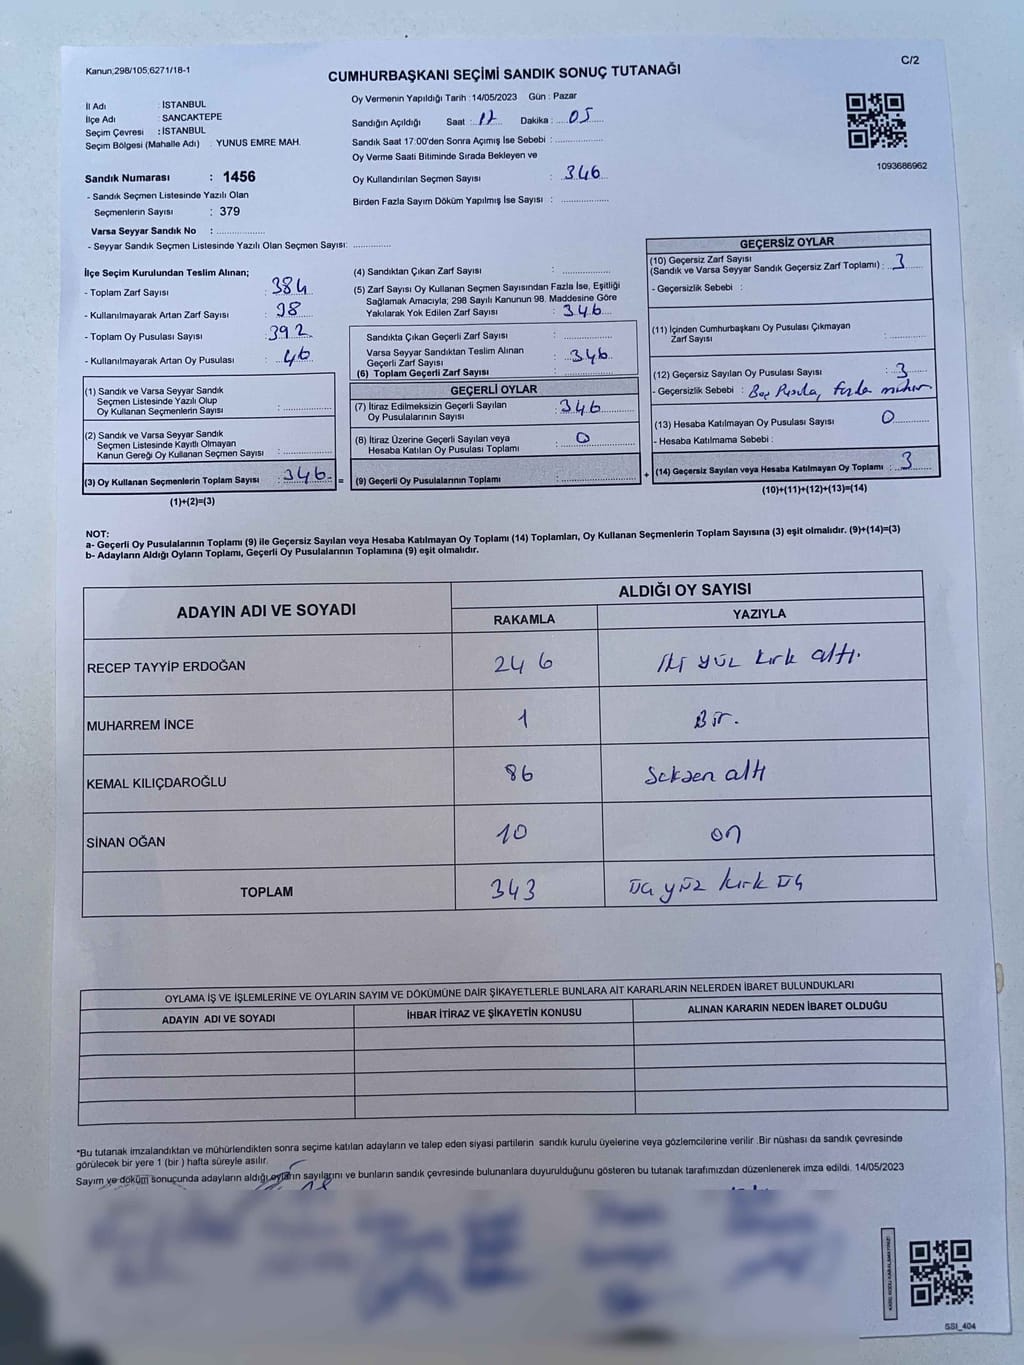 Kanun;298/105;6271/18-1
C/2
CUMHURBAŞKANI SEÇİMİ SANDIK SONUÇ TUTANAĞI
İl Adı : İSTANBUL
İlçe Adı : SANCAKTEPE
Seçim Çevresi : İSTANBUL
Seçim Bölgesi (Mahalle Adı) : YUNUS EMRE MAH.
Sandık Numarası : 1456
- Sandık Seçmen Listesinde Yazılı Olan
Seçmenlerin Sayısı : 379
Varsa Seyyar Sandık No : ..................
- Seyyar Sandık Seçmen Listesinde Yazılı Olan Seçmen Sayısı: ..............
Oy Vermenin Yapıldığı Tarih : 14/05/2023 Gün : Pazar
Sandığın Açıldığı Saat : 17 Dakika : 05
Sandık Saat 17:00'den Sonra Açımış İse Sebebi : ................
Oy Verme Saati Bitiminde Sırada Bekleyen ve
Oy Kullandırılan Seçmen Sayısı : 346
Birden Fazla Sayım Döküm Yapılmış İse Sayısı : ................
1093686962
İlçe Seçim Kurulundan Teslim Alınan;
- Toplam Zarf Sayısı : 384
- Kullanılmayarak Artan Zarf Sayısı : 38
- Toplam Oy Pusulası Sayısı : 392
- Kullanılmayarak Artan Oy Pusulası : 46
(1) Sandık ve Varsa Seyyar Sandık
Seçmen Listesinde Yazılı Olup
Oy Kullanan Seçmenlerin Sayısı : ................
(2) Sandık ve Varsa Seyyar Sandık
Seçmen Listesinde Kayıtlı Olmayan
Kanun Gereği Oy Kullanan Seçmen Sayısı : ................
(3) Oy Kullanan Seçmenlerin Toplam Sayısı : 346 =
(1)+(2)=(3)
(4) Sandıktan Çıkan Zarf Sayısı : ................
(5) Zarf Sayısı Oy Kullanan Seçmen Sayısından Fazla İse, Eşitliği
Sağlamak Amacıyla; 298 Sayılı Kanunun 98. Maddesine Göre
Yakılarak Yok Edilen Zarf Sayısı : 346
Sandıkta Çıkan Geçerli Zarf Sayısı : ................
Varsa Seyyar Sandıktan Teslim Alınan
Geçerli Zarf Sayısı : 346
(6) Toplam Geçerli Zarf Sayısı : ................
GEÇERLİ OYLAR
(7) İtiraz Edilmeksizin Geçerli Sayılan
Oy Pusulalarının Sayısı : 346
(8) İtiraz Üzerine Geçerli Sayılan veya
Hesaba Katılan Oy Pusulası Toplamı : 0
(9) Geçerli Oy Pusulalarının Toplamı : ................ +
GEÇERSİZ OYLAR
(10) Geçersiz Zarf Sayısı
(Sandık ve Varsa Seyyar Sandık Geçersiz Zarf Toplamı) : 3
- Geçersizlik Sebebi :
(11) İçinden Cumhurbaşkanı Oy Pusulası Çıkmayan
Zarf Sayısı : ................
(12) Geçersiz Sayılan Oy Pusulası Sayısı : 3
- Geçersizlik Sebebi : Boş Pusula, fazla mühür
(13) Hesaba Katılmayan Oy Pusulası Sayısı 0
- Hesaba Katılmama Sebebi :
(14) Geçersiz Sayılan veya Hesaba Katılmayan Oy Toplamı : 3
(10)+(11)+(12)+(13)=(14)
NOT:
a- Geçerli Oy Pusulalarının Toplamı (9) ile Geçersiz Sayılan veya Hesaba Katılmayan Oy Toplamı (14) Toplamları, Oy Kullanan Seçmenlerin Toplam Sayısına (3) eşit olmalıdır. (9)+(14)=(3)
b- Adayların Aldığı Oyların Toplamı, Geçerli Oy Pusulalarının Toplamına (9) eşit olmalıdır.
ADAYIN ADI VE SOYADI ALDIĞI OY SAYISI
RAKAMLA YAZIYLA
RECEP TAYYİP ERDOĞAN 246 iki yüz kırk altı.
MUHARREM İNCE 1 Bir.
KEMAL KILIÇDAROĞLU 86 Seksen altı
SİNAN OĞAN 10 on
TOPLAM 343 üç yüz kırk üç
OYLAMA İŞ VE İŞLEMLERİNE VE OYLARIN SAYIM VE DÖKÜMÜNE DAİR ŞİKAYETLERLE BUNLARA AİT KARARLARIN NELERDEN İBARET BULUNDUKLARI
ADAYIN ADI VE SOYADI İHBAR İTİRAZ VE ŞİKAYETİN KONUSU ALINAN KARARIN NEDEN İBARET OLDUĞU
*Bu tutanak imzalandıktan ve mühürlendikten sonra seçime katılan adayların ve talep eden siyasi partilerin sandık kurulu üyelerine veya gözlemcilerine verilir .Bir nüshası da sandık çevresinde
görülecek bir yere 1 (bir ) hafta süreyle asılır.
Sayım ve döküm sonucunda adayların aldığı oyların sayılarını ve bunların sandık çevresinde bulunanlara duyurulduğunu gösteren bu tutanak tarafımızdan düzenlenerek imza edildi. 14/05/2023
SSI_404